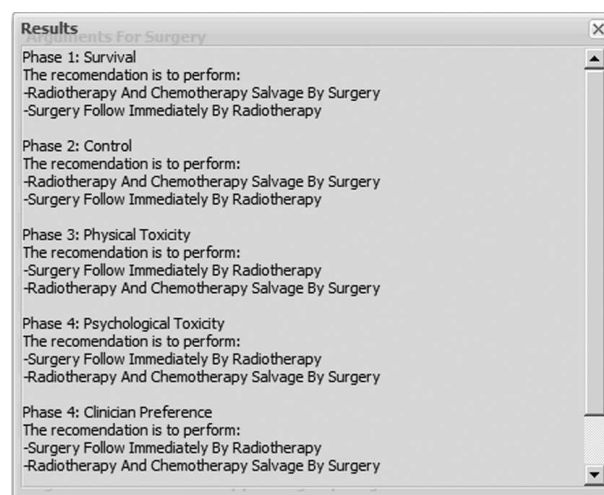 Results
Arguments For Surgery
Phase 1: Survival
The recomendation is to perform:
-Radiotherapy And Chemotherapy Salvage By Surgery
-Surgery Follow Immediately By Radiotherapy
Phase 2: Control
The recomendation is to perform:
-Radiotherapy And Chemotherapy Salvage By Surgery
-Surgery Follow Immediately By Radiotherapy
Phase 3: Physical Toxicity
The recomendation is to perform:
-Surgery Follow Immediately By Radiotherapy
-Radiotherapy And Chemotherapy Salvage By Surgery
Phase 4: Psychological Toxicity
The recomendation is to perform:
-Surgery Follow Immediately By Radiotherapy
-Radiotherapy And Chemotherapy Salvage By Surgery
Phase 4: Clinician Preference
The recomendation is to perform:
-Surgery Follow Immediately By Radiotherapy
-Radiotherapy And Chemotherapy Salvage By Surgery